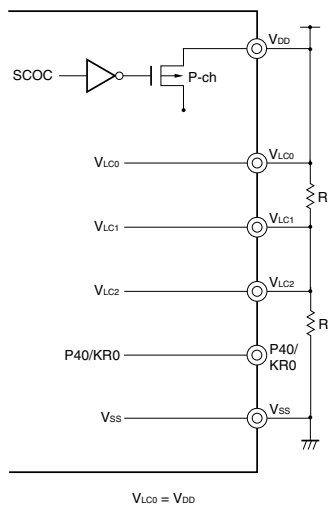 VDD
SCOC
P-ch
VLC0
VLC0
R
VLC1
VLC1
VLC2
VLC2
R
P40/KR0
P40/
KR0
VSS
VSS
VLC0 = VDD